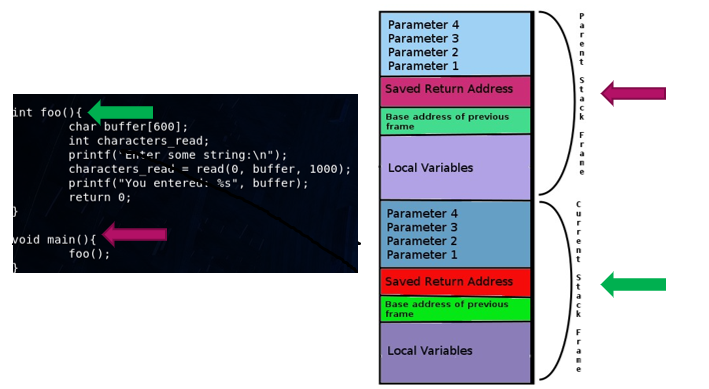 int foo(){
char buffer[600];
int characters_read;
printf("Enter some string:\n");
characters_read = read(0, buffer, 1000);
printf("You entered: %s", buffer);
return 0;
}
void main(){
foo();
}
Parameter 4
Parameter 3
Parameter 2
Parameter 1
Saved Return Address
Base address of previous
frame
Local Variables
Parent Stack Frame
Parameter 4
Parameter 3
Parameter 2
Parameter 1
Saved Return Address
Base address of previous
frame
Local Variables
Current Stack Frame